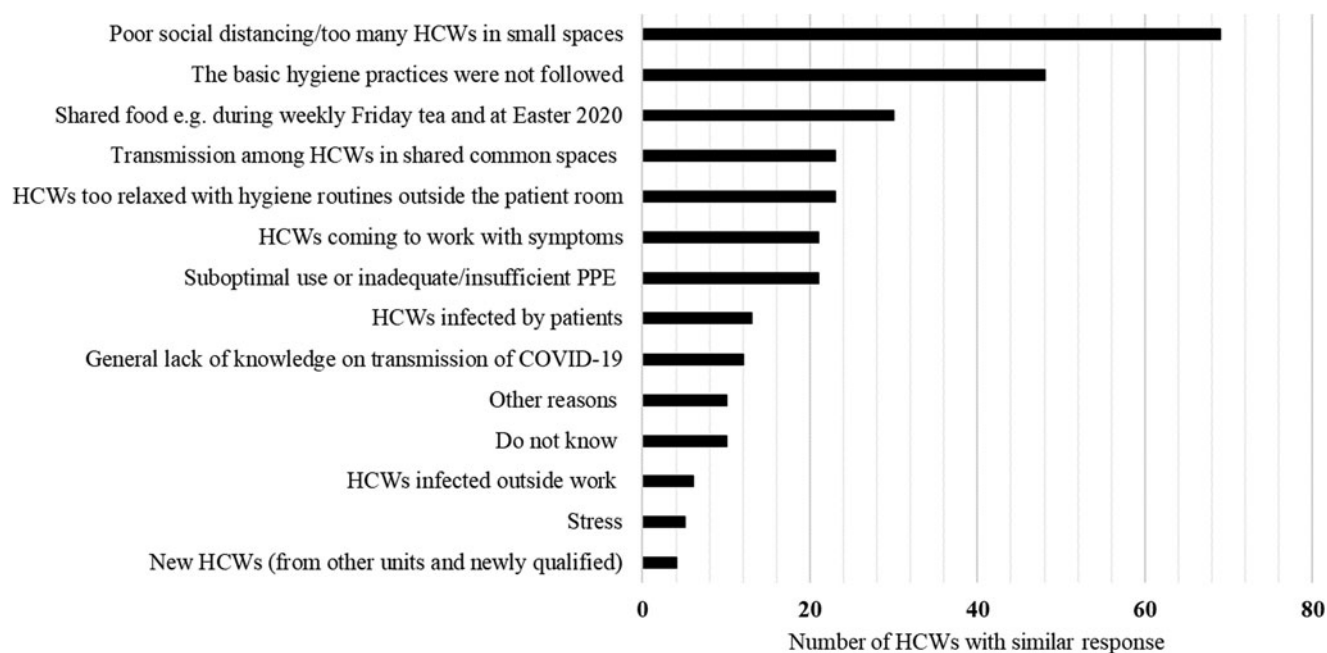 Poor social distancing/too many HCWs in small spaces
The basic hygiene practices were not followed
Shared food e.g. during weekly Friday tea and at Easter 2020
Transmission among HCWs in shared common spaces
HCWs too relaxed with hygiene routines outside the patient room
HCWs coming to work with symptoms
Suboptimal use or inadequate/insufficient PPE
HCWs infected by patients
General lack of knowledge on transmission of COVID-19
Other reasons
Do not know
HCWs infected outside work
Stress
New HCWs (from other units and newly qualified)
0 20 40 60 80
Number of HCWs with similar response